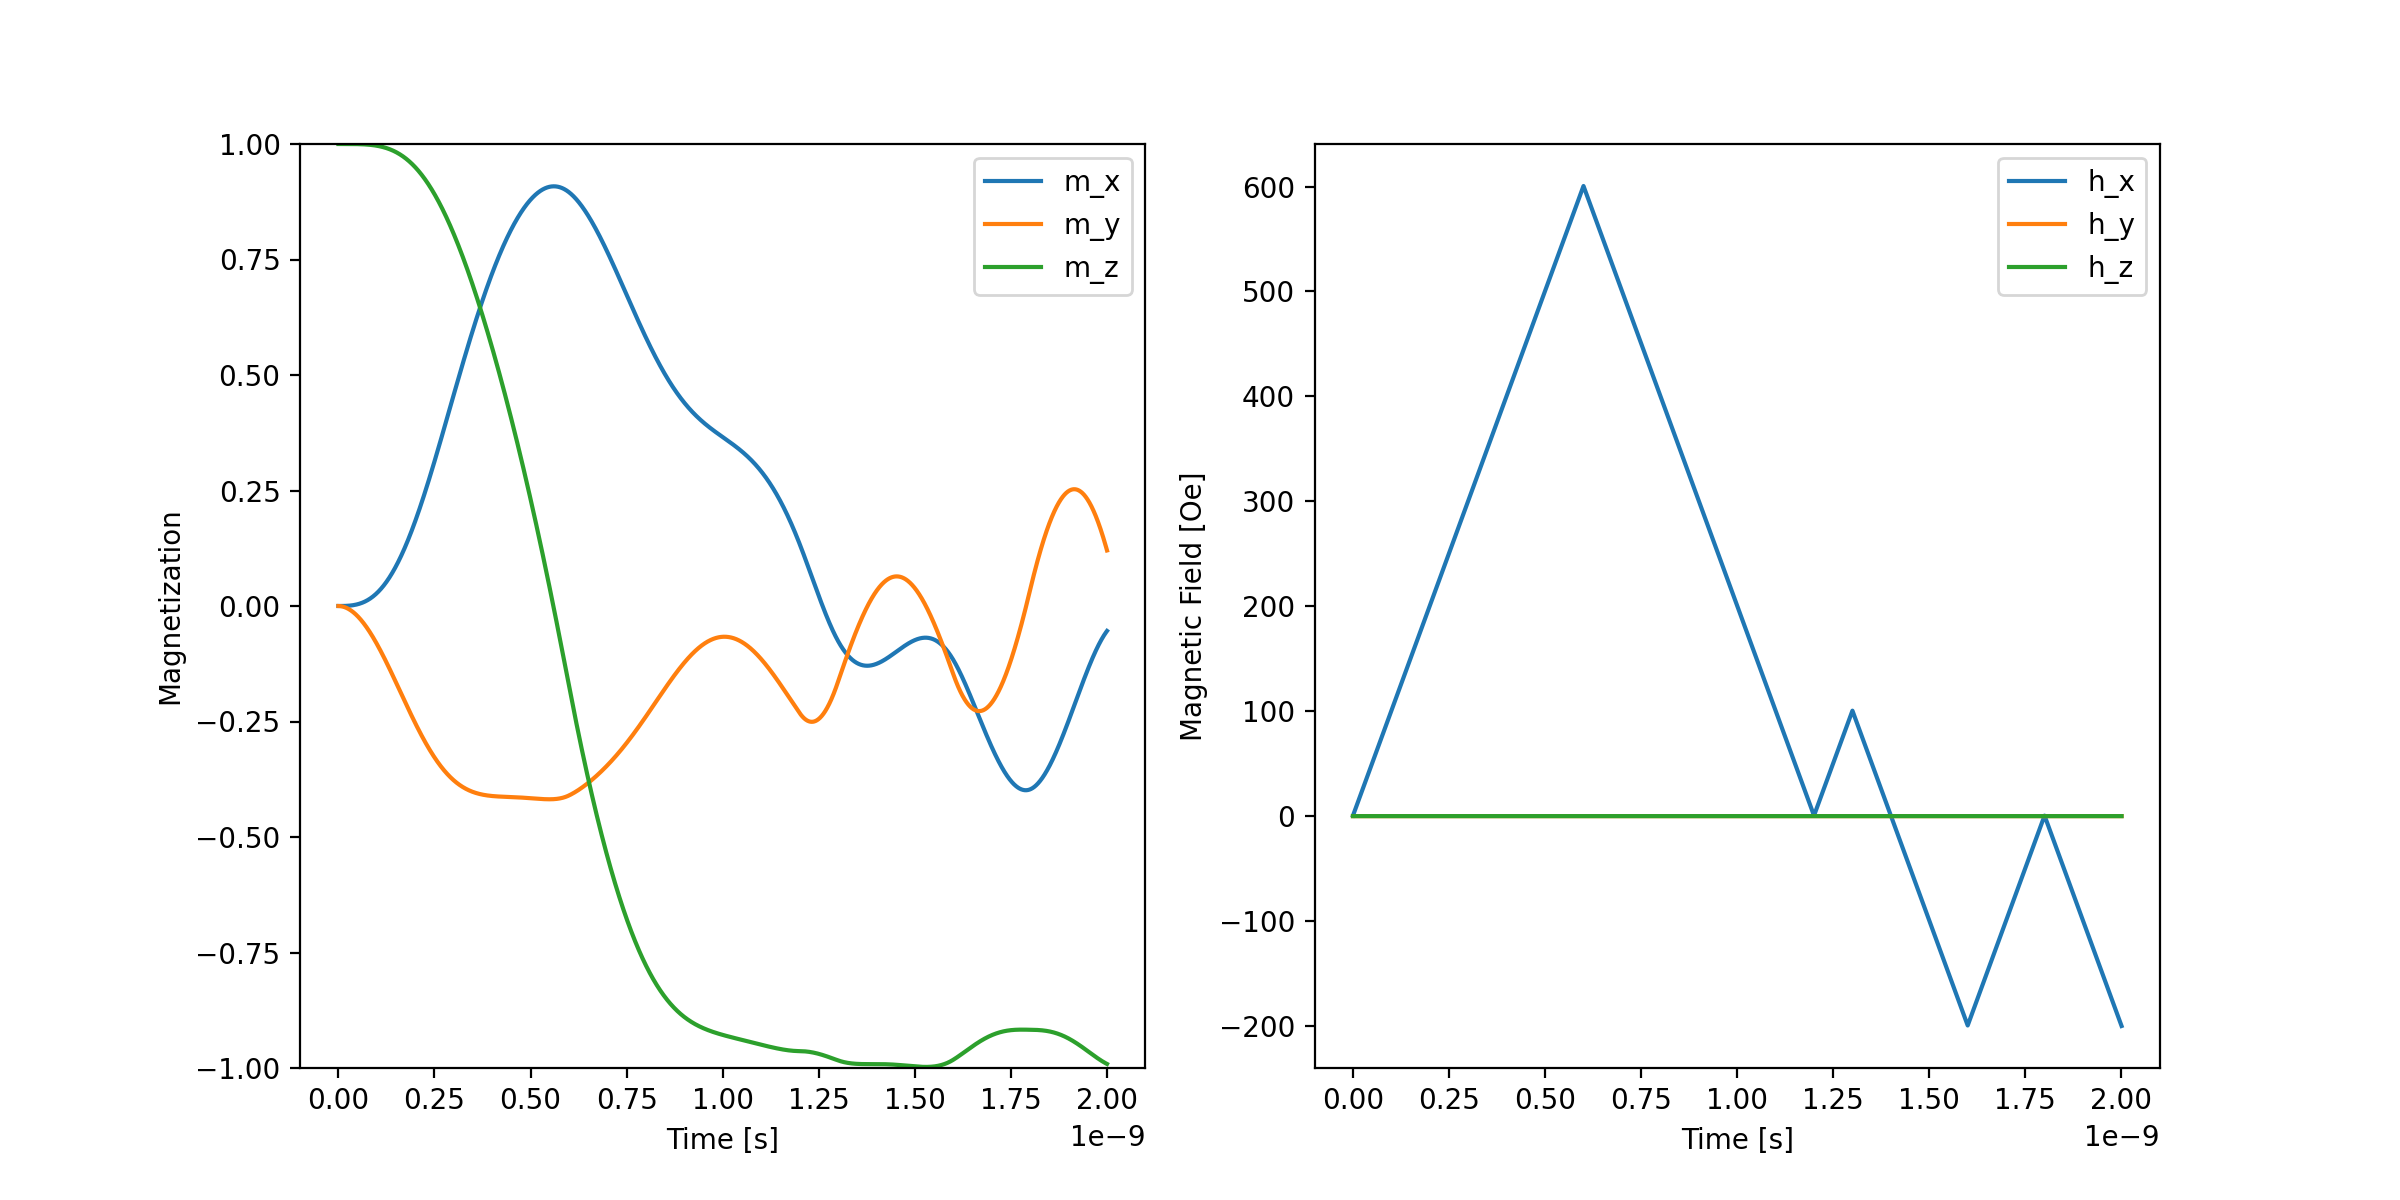 1.00
0.75
0.50
0.25
0.00
−0.25
−0.50
−0.75
−1.00
Magnetization
m_x
m_y
m_z
0.00 0.25 0.50 0.75 1.00 1.25 1.50 1.75 2.00
Time [s]
1e−9
600
500
400
300
200
100
0
−100
−200
Magnetic Field [Oe]
h_x
h_y
h_z
0.00 0.25 0.50 0.75 1.00 1.25 1.50 1.75 2.00
Time [s]
1e−9